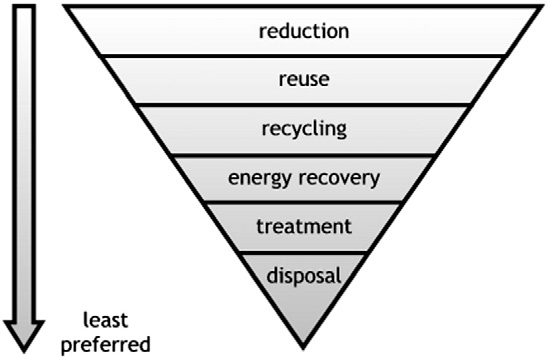 reduction
reuse
recycling
energy recovery
treatment
disposal
least
preferred